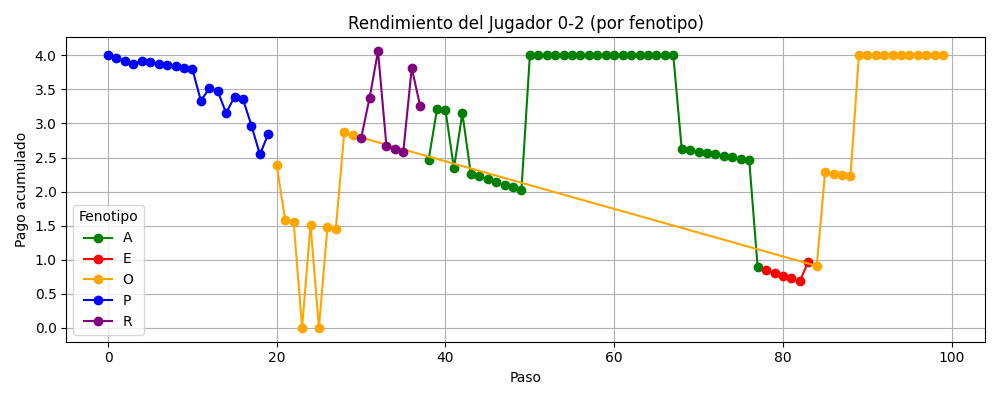 Rendimiento del Jugador 0-2 (por fenotipo)
Pago acumulado
4.0
3.5
3.0
2.5
2.0
1.5
1.0
0.5
0.0
Fenotipo
A
E
O
P
R
0 20 40 60 80 100
Paso